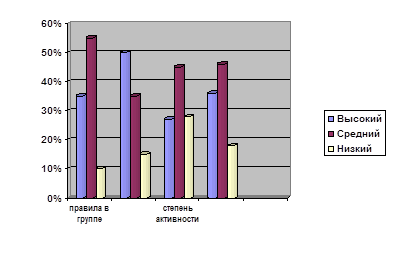 60%
50%
40%
30%
20%
10%
0%
правила в
группе
степень
активности
Высокий
Средний
Низкий